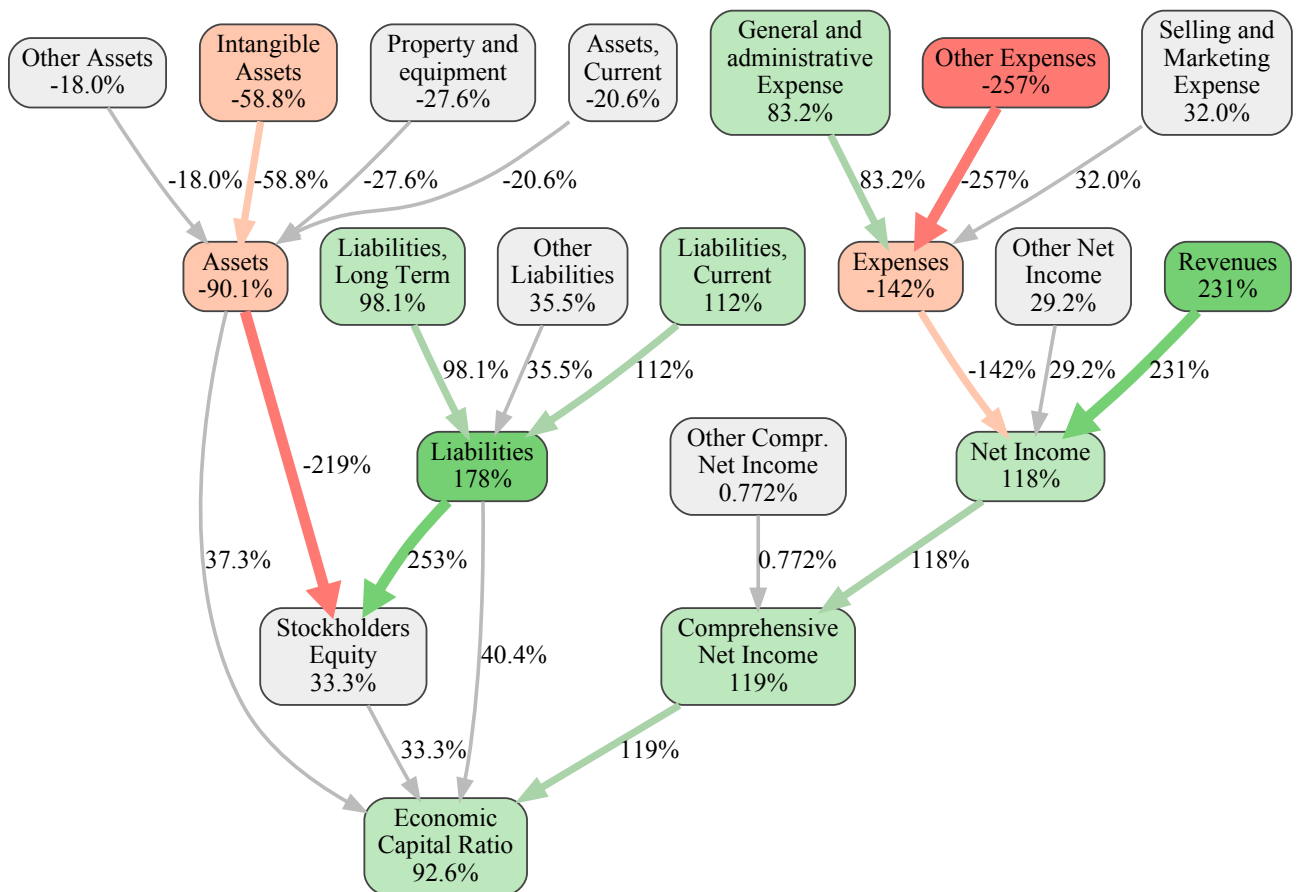 Other Assets
-18.0%
Intangible
Assets
-58.8%
Property and
equipment
-27.6%
Assets,
Current
-20.6%
General and
administrative
Expense
83.2%
Other Expenses
-257%
Selling and
Marketing
Expense
32.0%
-18.0%
-58.8%
-27.6%
-20.6%
83.2%
-257%
32.0%
Assets
-90.1%
Liabilities,
Long Term
98.1%
Other
Liabilities
35.5%
Liabilities,
Current
112%
Expenses
-142%
Other Net
Income
29.2%
Revenues
231%
98.1%
35.5%
112%
-142%
29.2%
231%
-219%
Liabilities
178%
Other Compr.
Net Income
0.772%
Net Income
118%
37.3%
253%
0.772%
118%
Stockholders
Equity
33.3%
40.4%
Comprehensive
Net Income
119%
33.3%
119%
Economic
Capital Ratio
92.6%